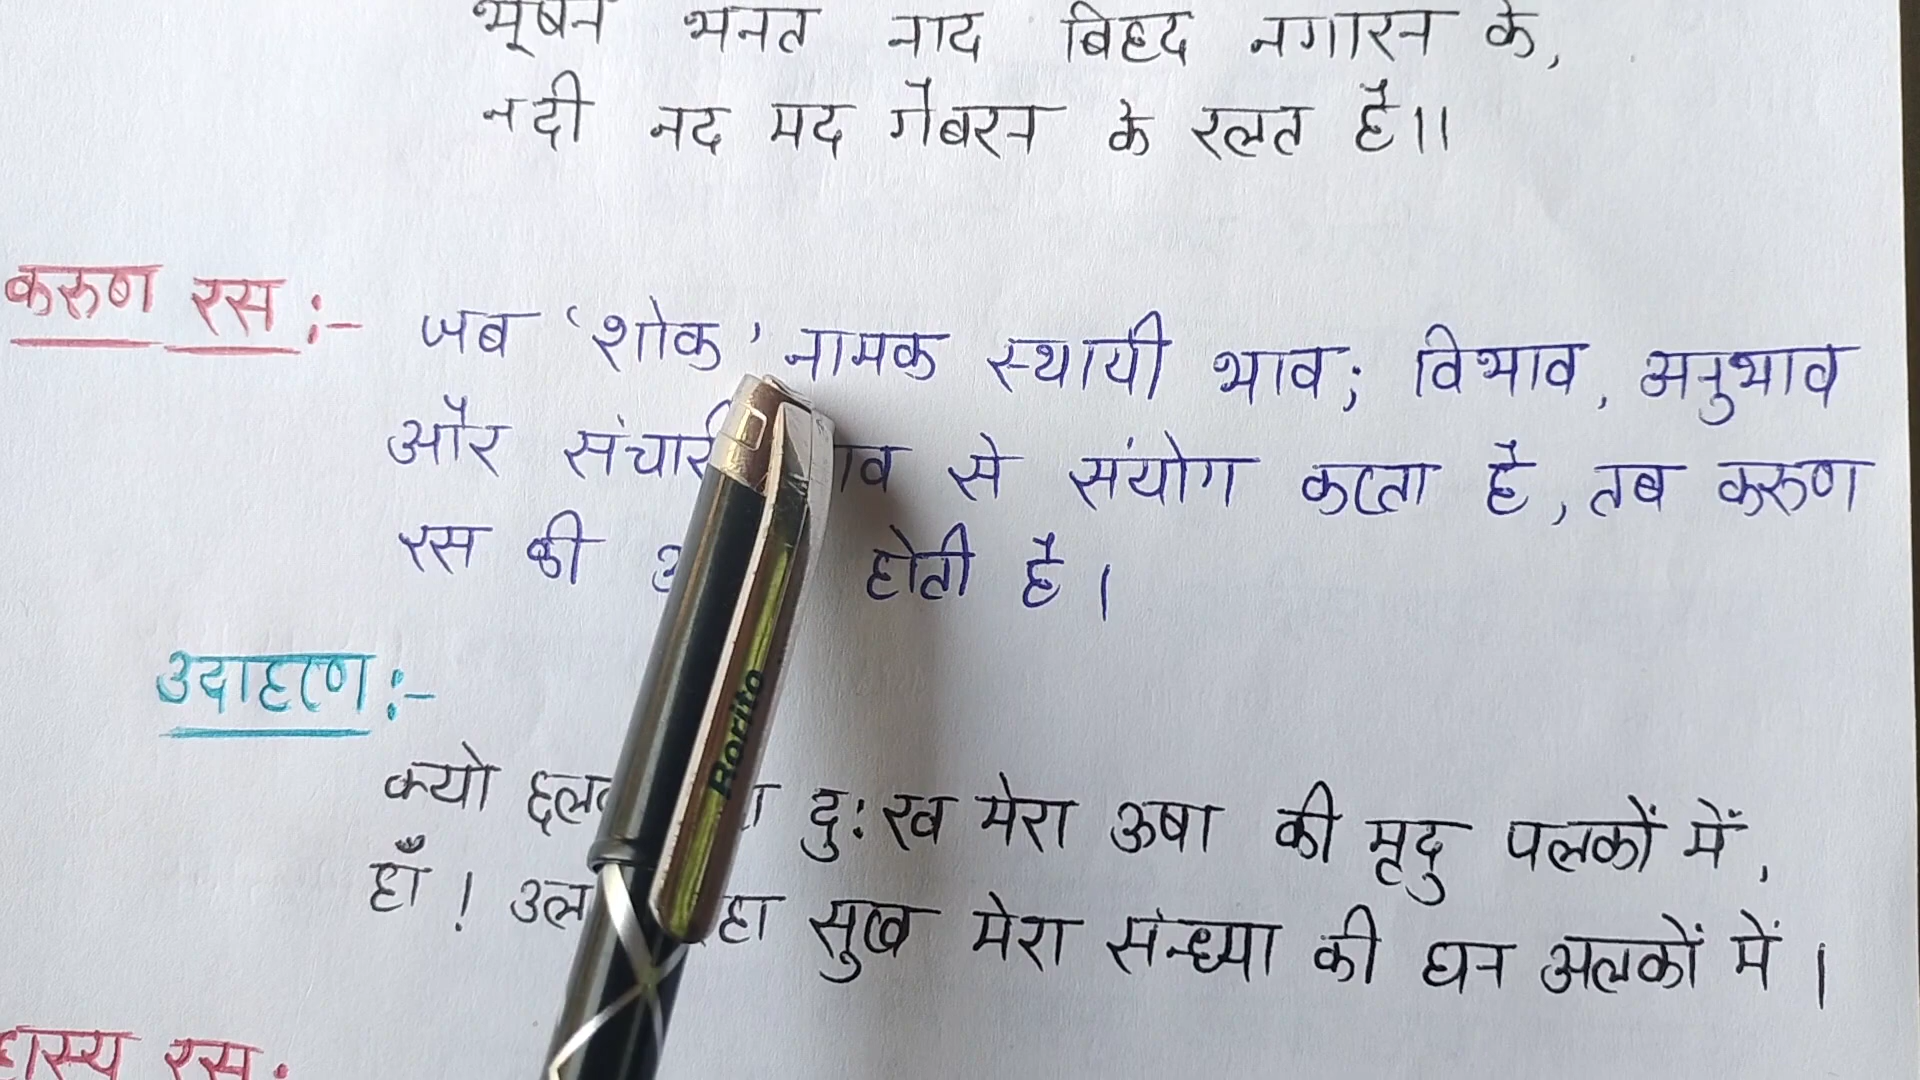 भूषन भनत नाद बिहद नगारन के,
नदी नद मद गैबरन के रलत है।।
करुण रस :-
जब 'शोक' नामक स्थायी भाव; विभाव, अनुभाव
और संचारी भाव से संयोग करता है, तब करुण
रस की होती है।
उदाहरण :-
क्यो दुःख मेरा ऊषा की मृदु पलकों में,
हाँ! सुख मेरा सन्ध्या की घन अलकों में।
हास्य रस:
Rorito